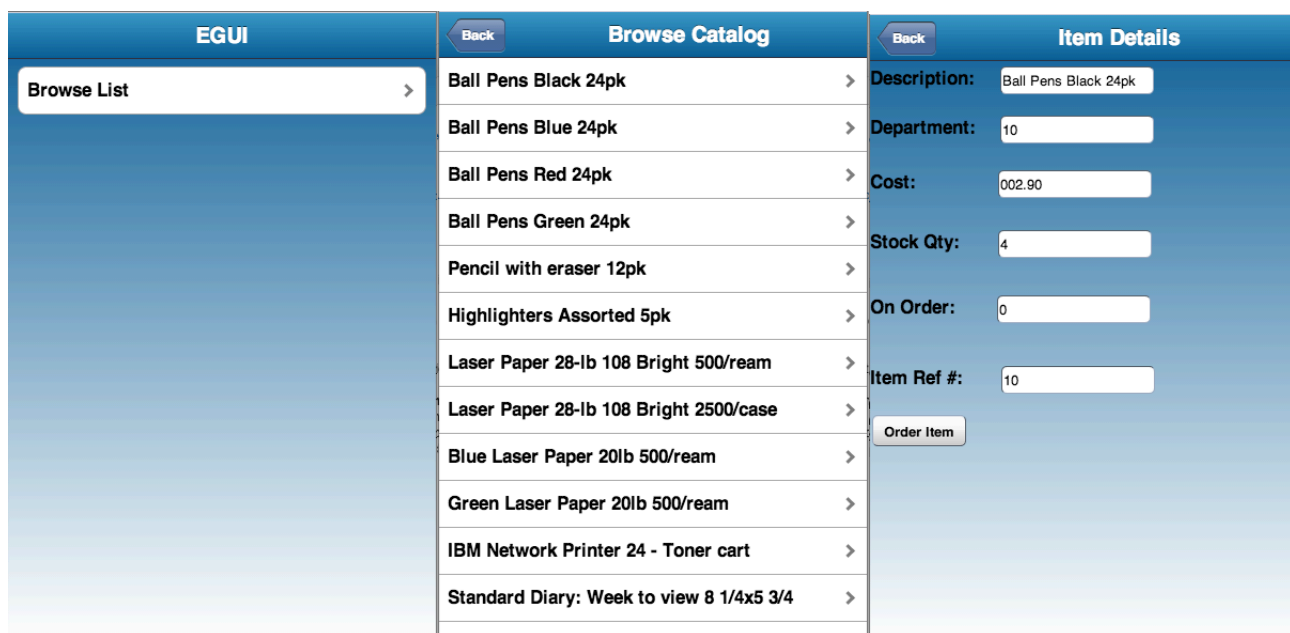 EGUI
Browse List
Back
Browse Catalog
Ball Pens Black 24pk
Ball Pens Blue 24pk
Ball Pens Red 24pk
Ball Pens Green 24pk
Pencil with eraser 12pk
Highlighters Assorted 5pk
Laser Paper 28-lb 108 Bright 500/ream
Laser Paper 28-lb 108 Bright 2500/case
Blue Laser Paper 20lb 500/ream
Green Laser Paper 20lb 500/ream
IBM Network Printer 24 - Toner cart
Standard Diary: Week to view 8 1/4x5 3/4
Back
Item Details
Description: Ball Pens Black 24pk
Department: 10
Cost: 002.90
Stock Qty: 4
On Order: 0
Item Ref #: 10
Order Item